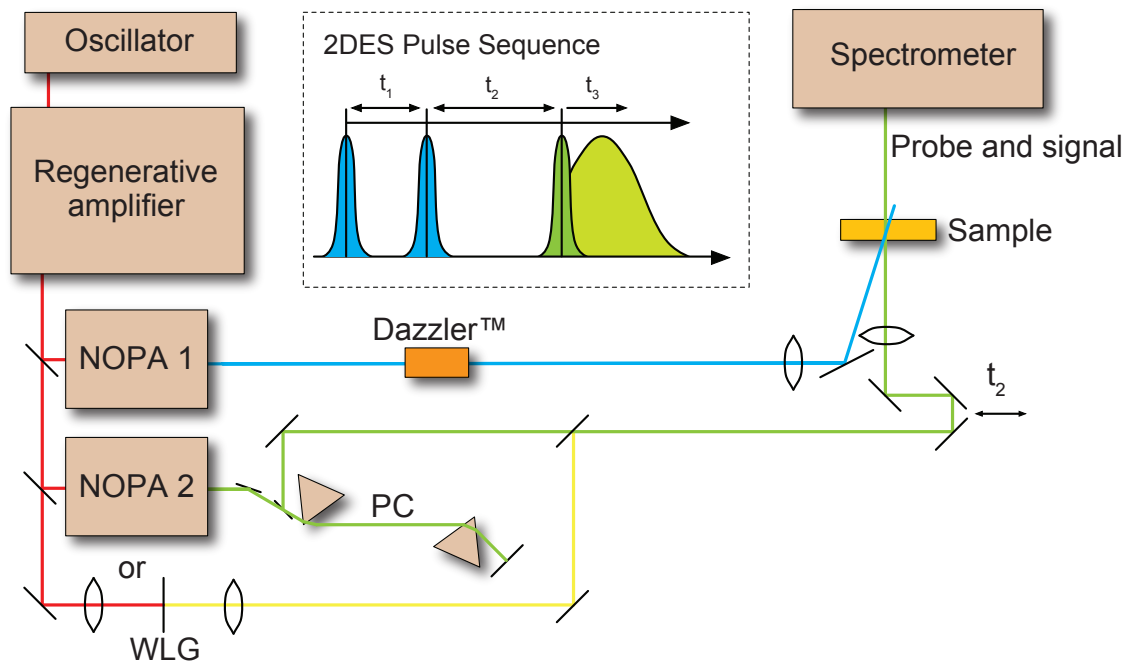 Oscillator
Regenerative
amplifier
2DES Pulse Sequence
t1
t2
t3
Spectrometer
Probe and signal
Sample
NOPA 1
Dazzler™
t2
NOPA 2
PC
or
WLG